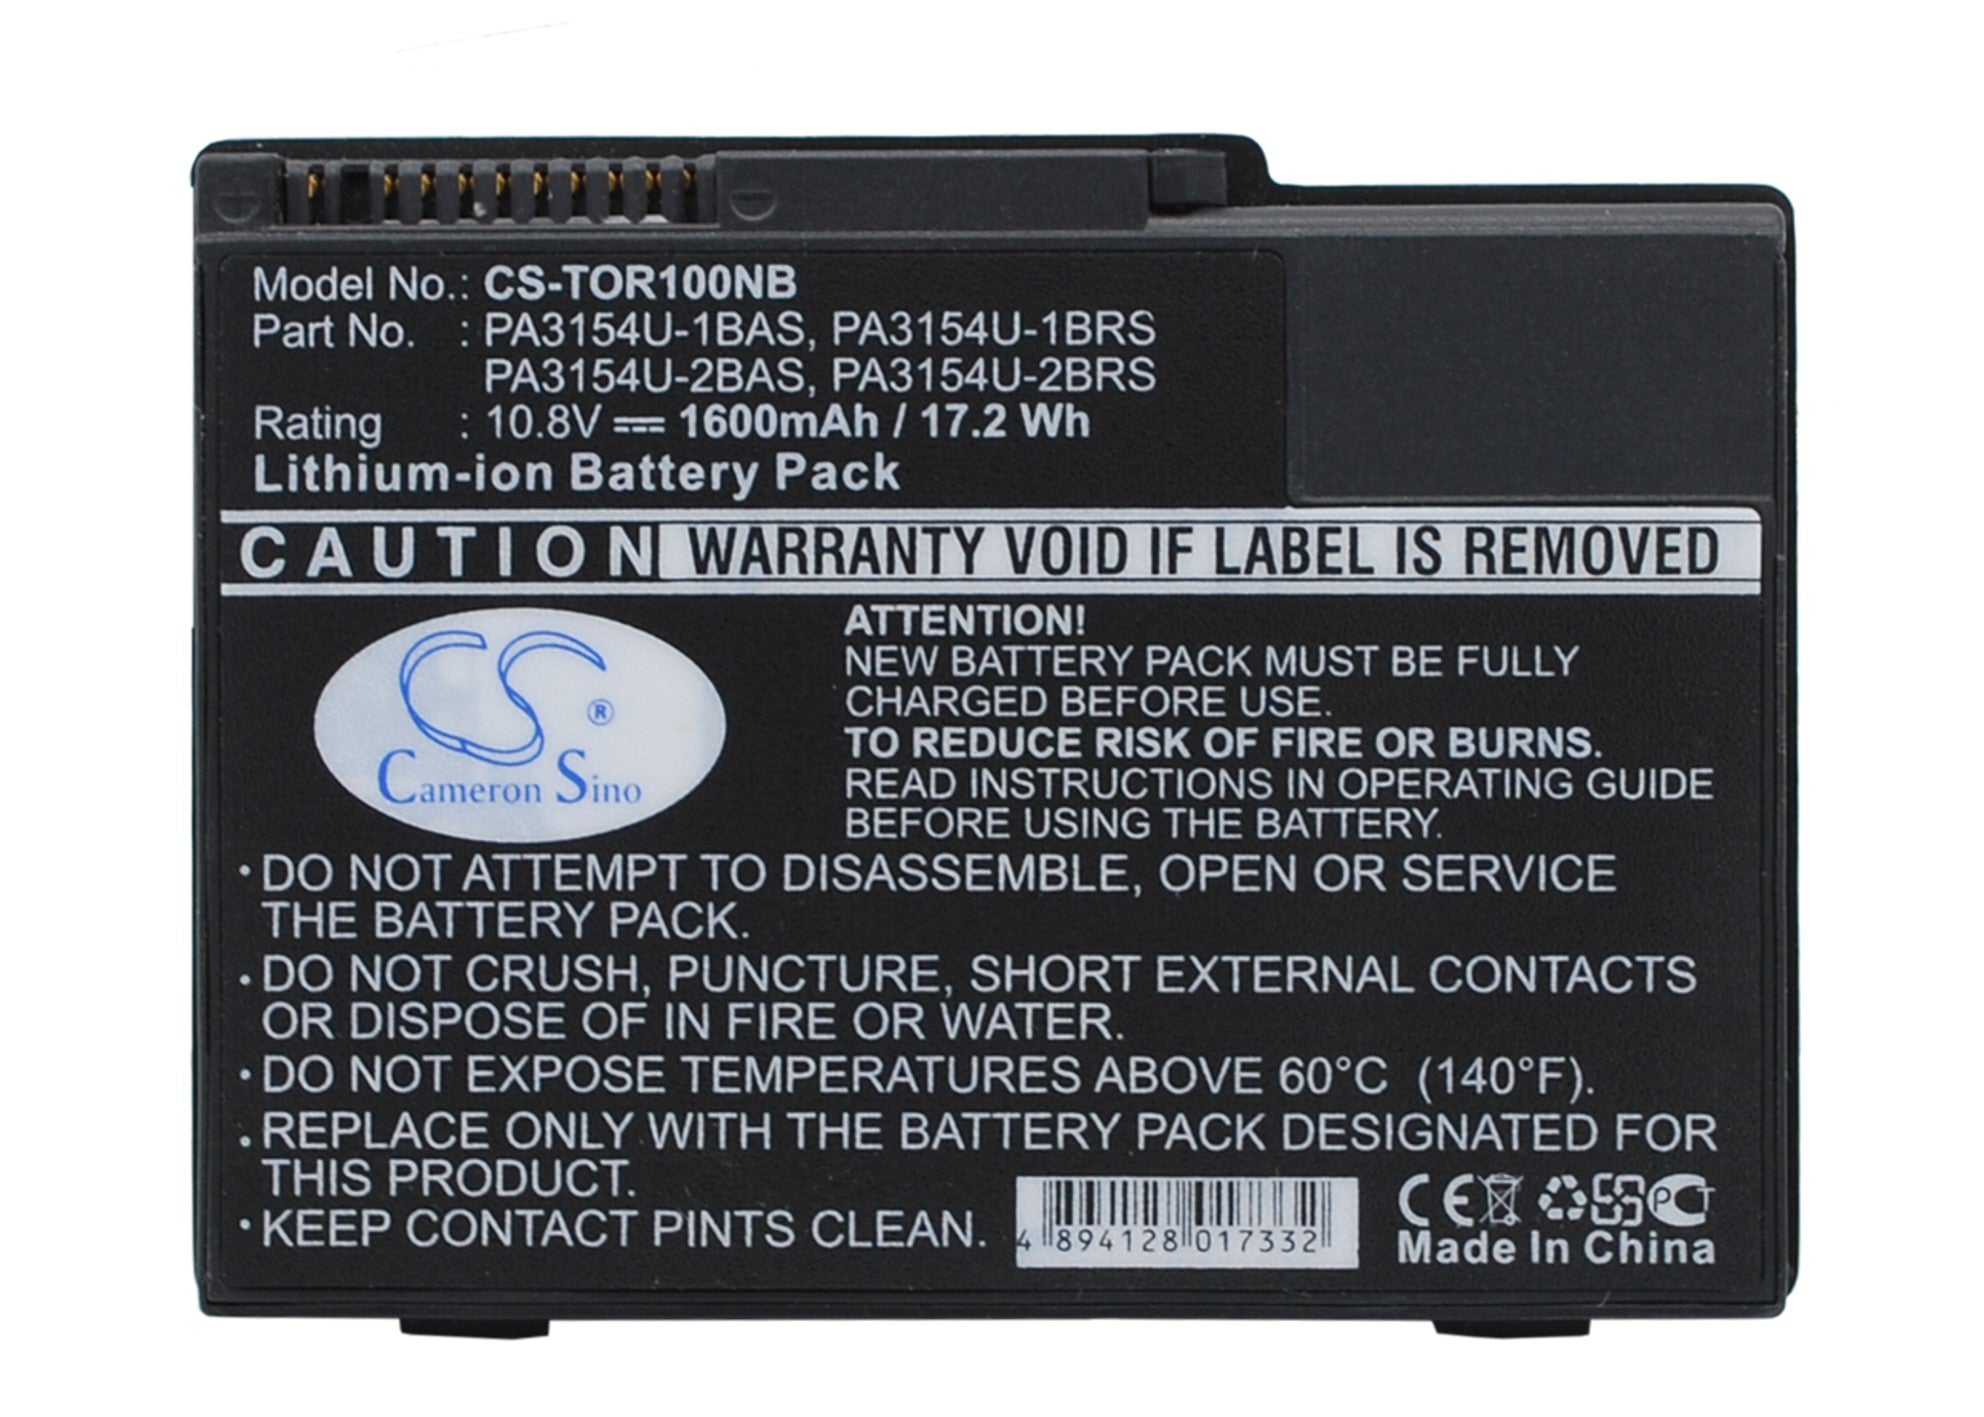 Model No.: CS-TOR100NB
Part No. : PA3154U-1BAS, PA3154U-1BRS
PA3154U-2BAS, PA3154U-2BRS
Rating : 10.8V ⎓ 1600mAh / 17.2 Wh
Lithium-ion Battery Pack
CAUTION WARRANTY VOID IF LABEL IS REMOVED
CS ®
Cameron Sino
ATTENTION!
NEW BATTERY PACK MUST BE FULLY
CHARGED BEFORE USE.
TO REDUCE RISK OF FIRE OR BURNS.
READ INSTRUCTIONS IN OPERATING GUIDE
BEFORE USING THE BATTERY.
• DO NOT ATTEMPT TO DISASSEMBLE, OPEN OR SERVICE
THE BATTERY PACK.
• DO NOT CRUSH, PUNCTURE, SHORT EXTERNAL CONTACTS
OR DISPOSE OF IN FIRE OR WATER.
• DO NOT EXPOSE TEMPERATURES ABOVE 60°C (140°F).
• REPLACE ONLY WITH THE BATTERY PACK DESIGNATED FOR
THIS PRODUCT.
• KEEP CONTACT PINTS CLEAN.
4 894128 017332
CE PCT
Made In China